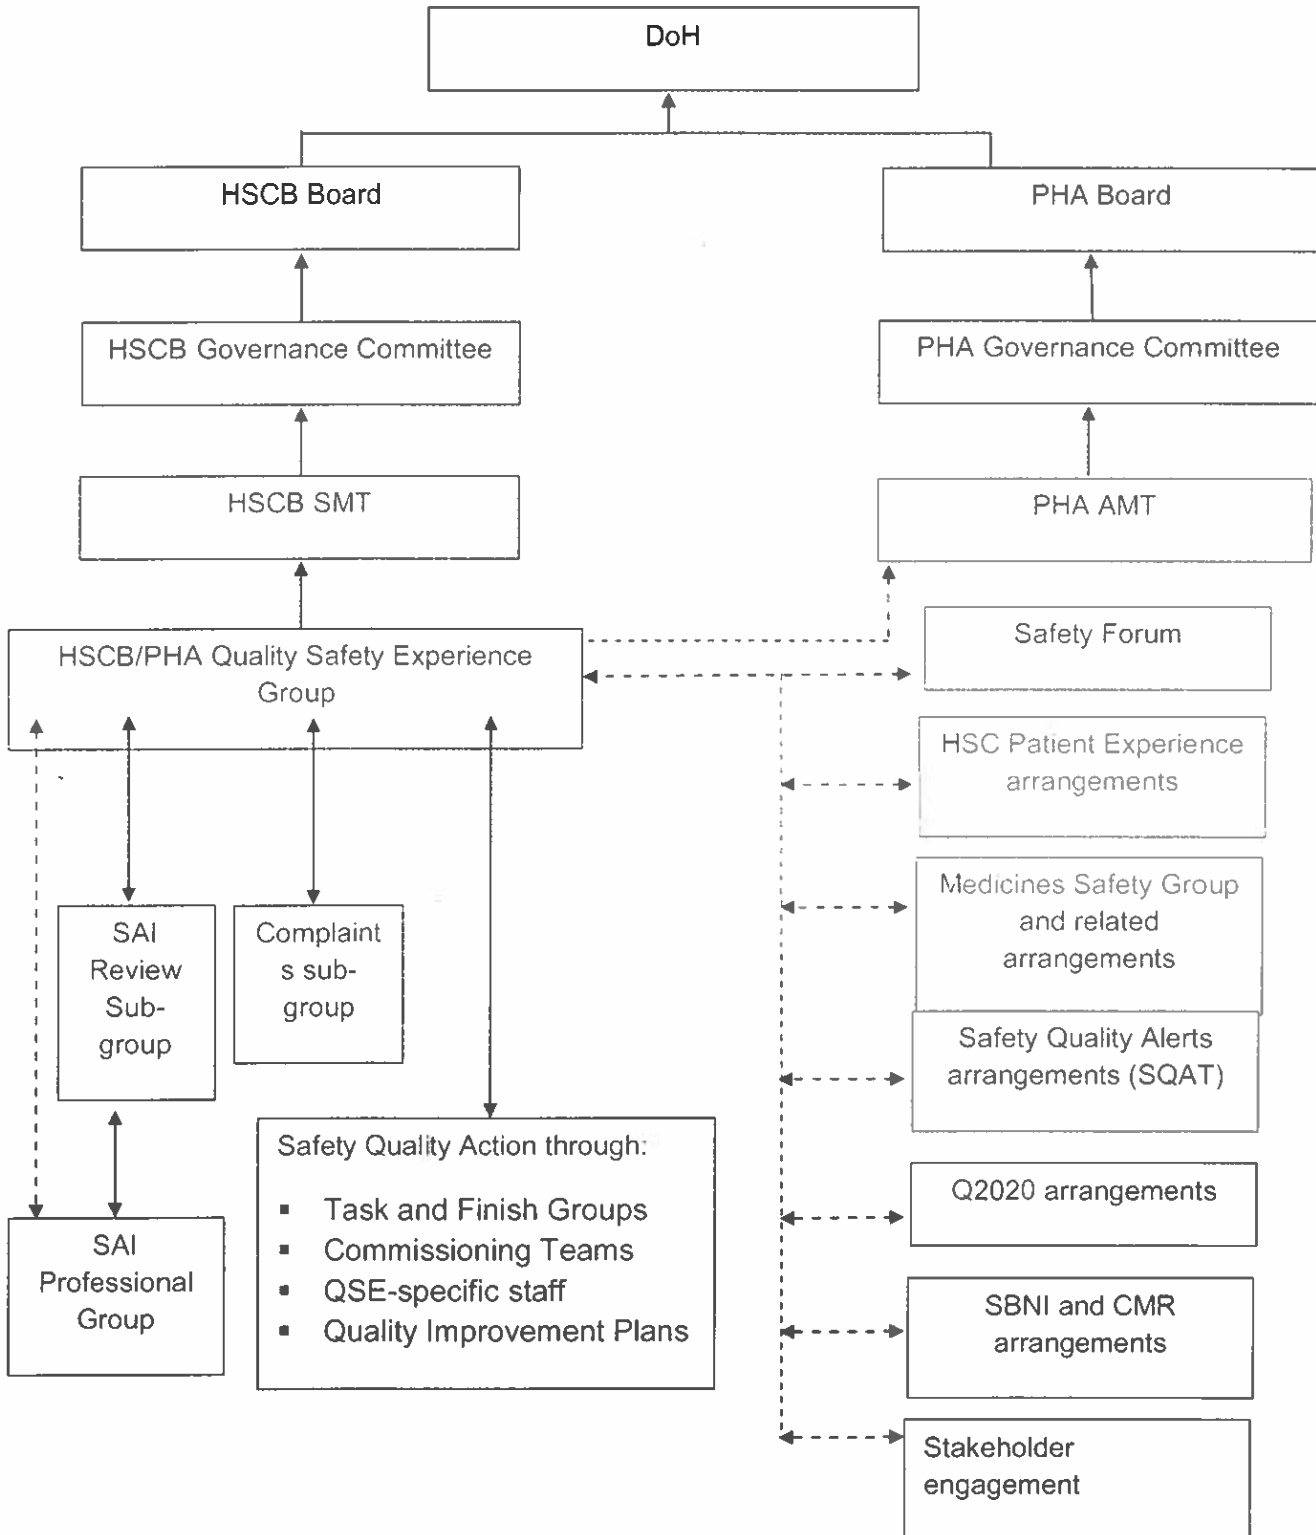 DoH
HSCB Board
PHA Board
HSCB Governance Committee
PHA Governance Committee
HSCB SMT
PHA AMT
HSCB/PHA Quality Safety Experience
Group
Safety Forum
HSC Patient Experience
arrangements
Medicines Safety Group
and related
arrangements
SAI
Review
Sub-
group
Complaint
s sub-
group
Safety Quality Alerts
arrangements (SQAT)
Safety Quality Action through:
▪ Task and Finish Groups
▪ Commissioning Teams
▪ QSE-specific staff
▪ Quality Improvement Plans
SAI
Professional
Group
Q2020 arrangements
SBNI and CMR
arrangements
Stakeholder
engagement